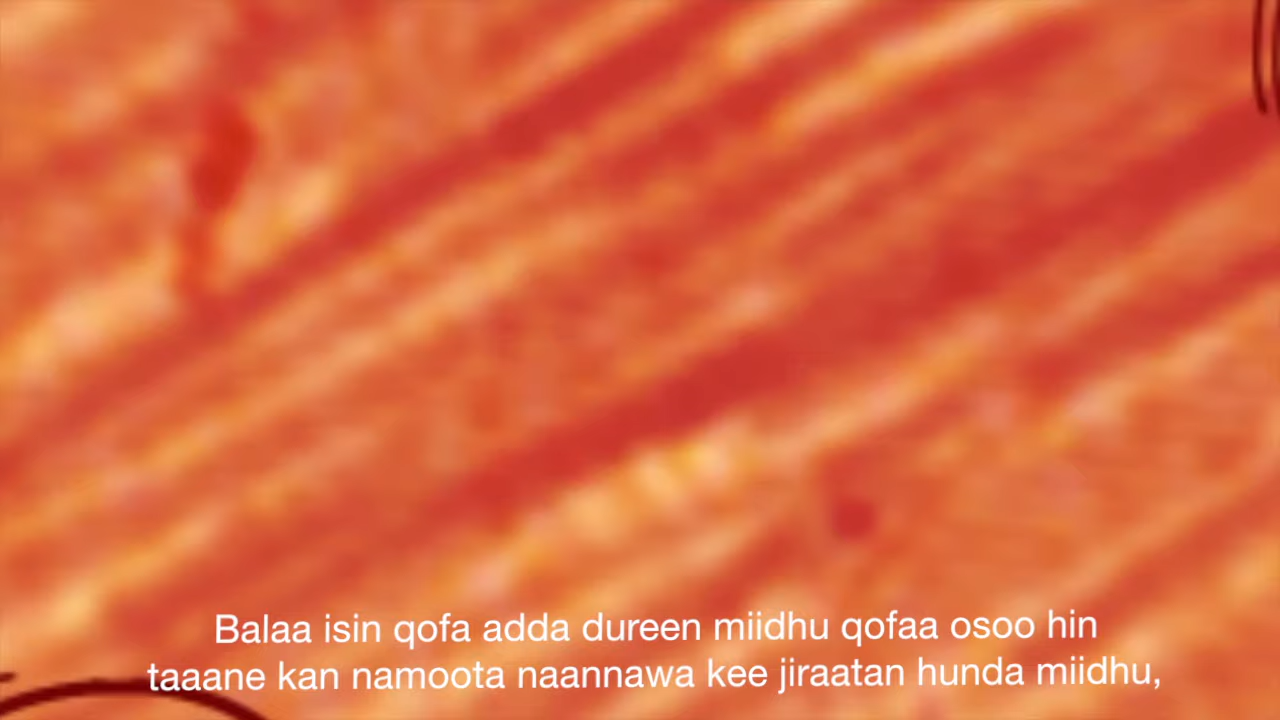 Balaa isin qofa adda dureen miidhu qofaa osoo hin
taaane kan namoota naannawa kee jiraatan hunda miidhu,